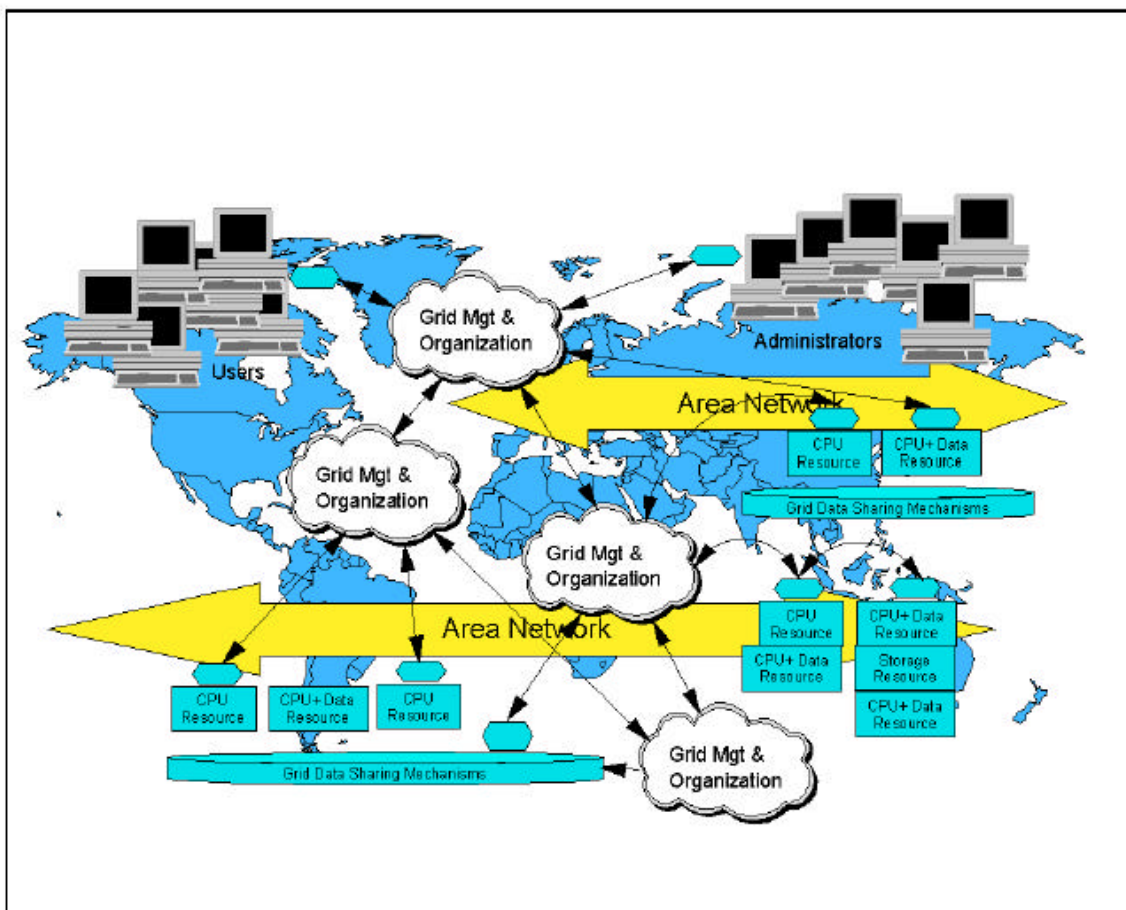 Grid Mgt &
Organization
Users
Administrators
Area Network
CPU
Resource
CPU+ Data
Resource
Grid Mgt &
Organization
Grid Data Sharing Mechanisms
Grid Mgt &
Organization
Area Network
CPU
Resource
CPU+ Data
Resource
CPU+ Data
Resource
Storage
Resource
CPU+ Data
Resource
CPU
Resource
CPU+ Data
Resource
CPU
Resource
Grid Mgt &
Organization
Grid Data Sharing Mechanisms